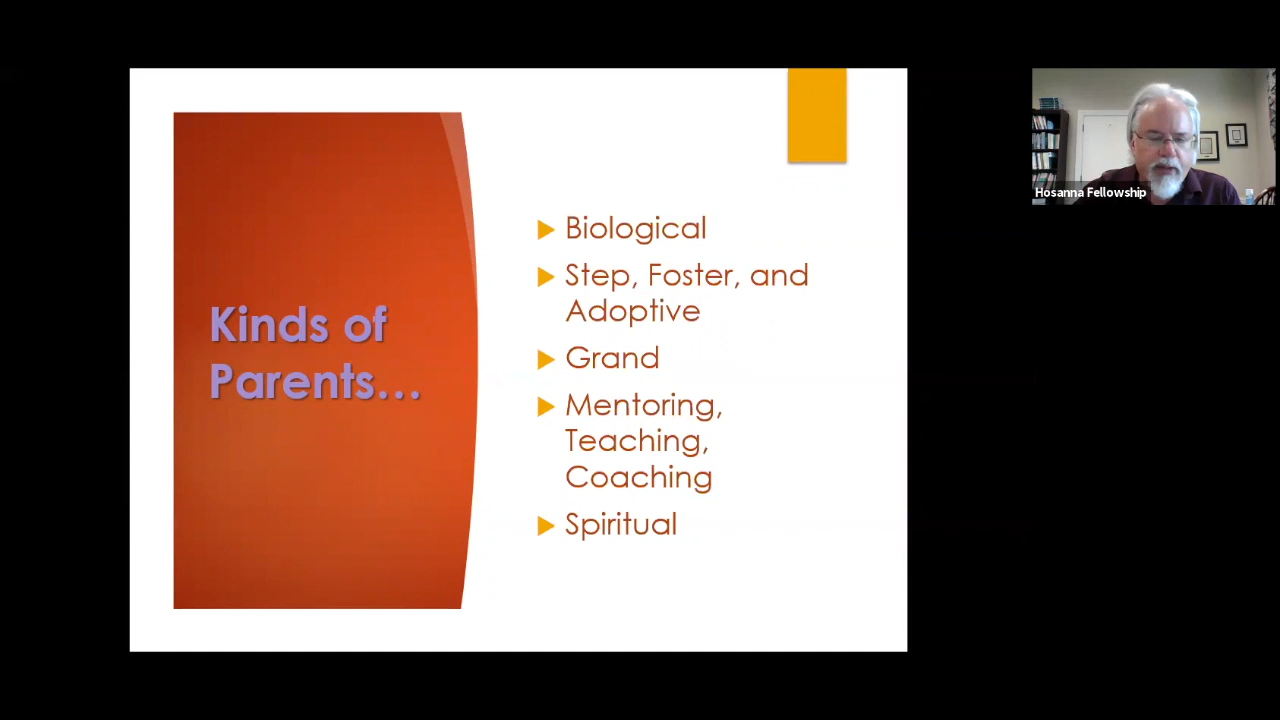 Kinds of
Parents...
Biological
Step, Foster, and
Adoptive
Grand
Mentoring,
Teaching,
Coaching
Spiritual
Hosanna Fellowship